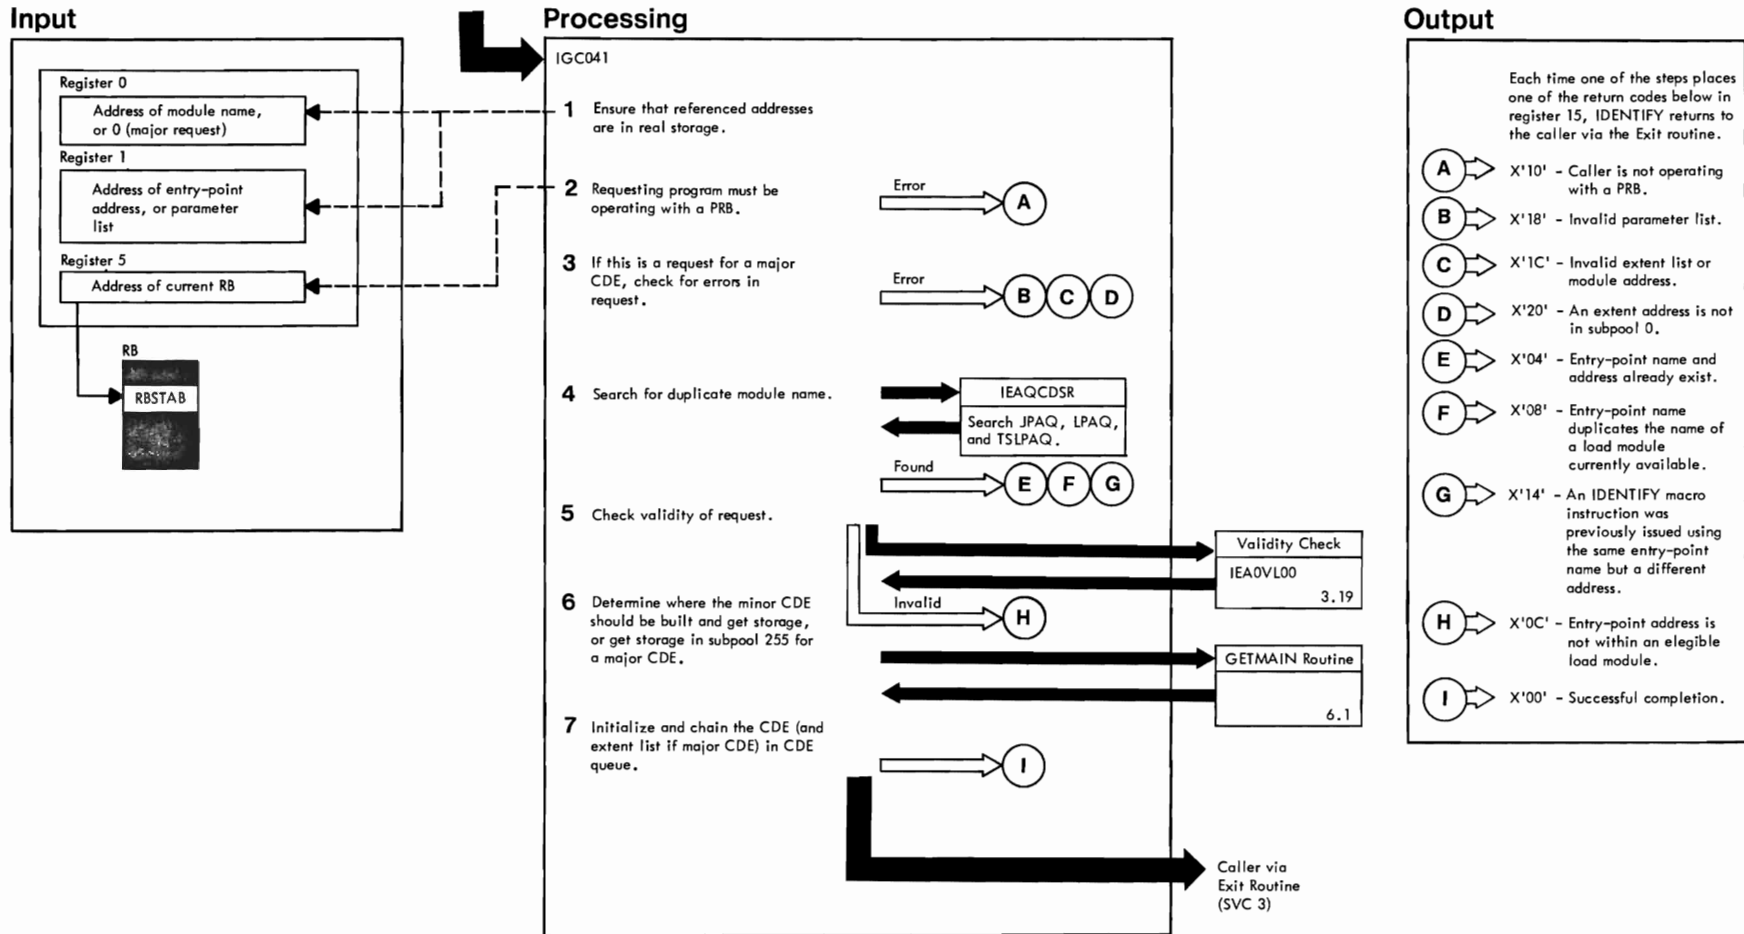 Input
Register 0
Address of module name,
or 0 (major request)
Register 1
Address of entry-point
address, or parameter
list
Register 5
Address of current RB
RB
RBSTAB
Processing
IGC041
1 Ensure that referenced addresses
are in real storage.
2 Requesting program must be
operating with a PRB.
Error
A
3 If this is a request for a major
CDE, check for errors in
request.
Error
B C D
4 Search for duplicate module name.
IEAQCDSR
Search JPAQ, LPAQ,
and TSLPAQ.
Found
E F G
5 Check validity of request.
Validity Check
IEA0VL00
3.19
Invalid
H
6 Determine where the minor CDE
should be built and get storage,
or get storage in subpool 255 for
a major CDE.
GETMAIN Routine
6.1
7 Initialize and chain the CDE (and
extent list if major CDE) in CDE
queue.
I
Caller via
Exit Routine
(SVC 3)
Output
Each time one of the steps places
one of the return codes below in
register 15, IDENTIFY returns to
the caller via the Exit routine.
A X'10' - Caller is not operating
with a PRB.
B X'18' - Invalid parameter list.
C X'1C' - Invalid extent list or
module address.
D X'20' - An extent address is not
in subpool 0.
E X'04' - Entry-point name and
address already exist.
F X'08' - Entry-point name
duplicates the name of
a load module
currently available.
G X'14' - An IDENTIFY macro
instruction was
previously issued using
the same entry-point
name but a different
address.
H X'0C' - Entry-point address is
not within an elegible
load module.
I X'00' - Successful completion.